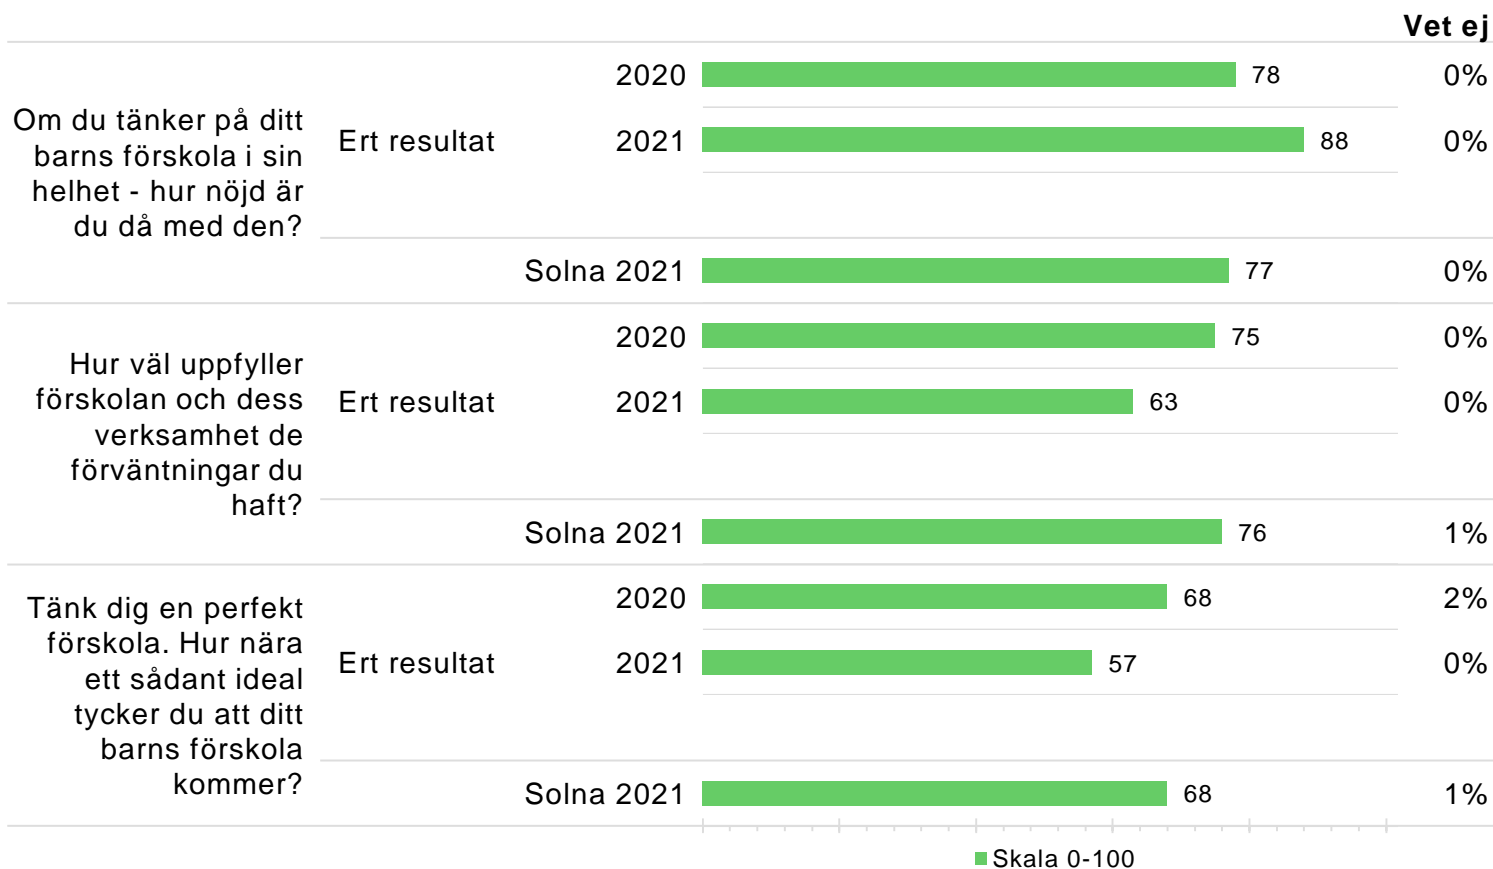 Vet ej
Om du tänker på ditt
barns förskola i sin
helhet - hur nöjd är
du då med den?
Ert resultat
2020 78 0%
2021 88 0%
Solna 2021 77 0%
Hur väl uppfyller
förskolan och dess
verksamhet de
förväntningar du
haft?
Ert resultat
2020 75 0%
2021 63 0%
Solna 2021 76 1%
Tänk dig en perfekt
förskola. Hur nära
ett sådant ideal
tycker du att ditt
barns förskola
kommer?
Ert resultat
2020 68 2%
2021 57 0%
Solna 2021 68 1%
Skala 0-100